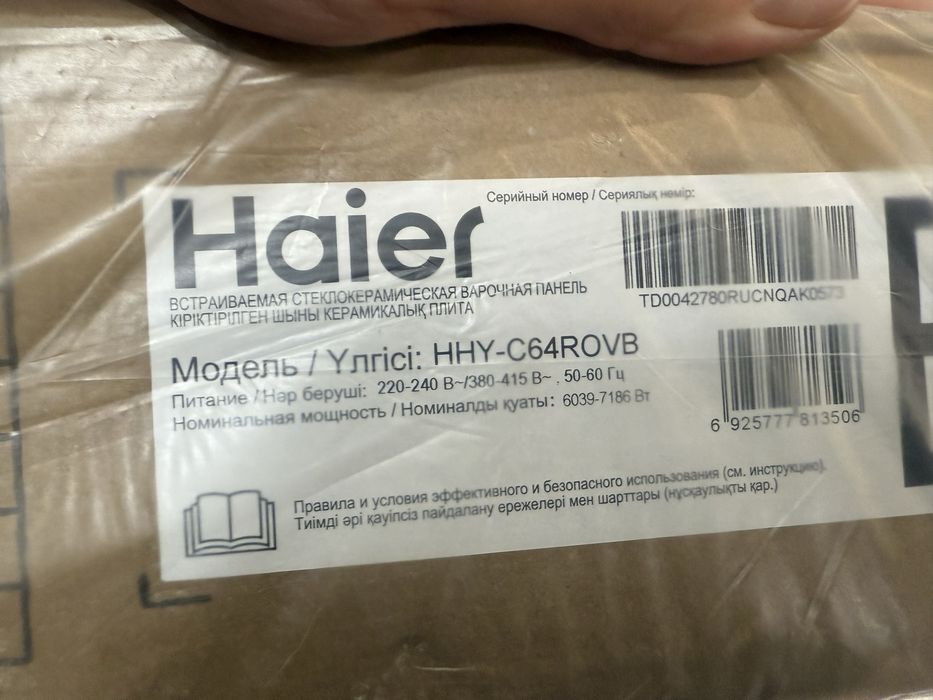 Haier
Серийный номер / Сериялық нөмір:
TD0042780RUCNQAK0573
ВСТРАИВАЕМАЯ СТЕКЛОКЕРАМИЧЕСКАЯ ВАРОЧНАЯ ПАНЕЛЬ
КІРІКТІРІЛГЕН ШЫНЫ КЕРАМИКАЛЫҚ ПЛИТА
Модель / Үлгісі: HHY-C64ROVB
Питание / Нәр беруші: 220-240 В~/380-415 В~ , 50-60 Гц
Номинальная мощность / Номиналды қуаты: 6039-7186 Вт
6 925777 813506
Правила и условия эффективного и безопасного использования (см. инструкцию).
Тиімді әрі қауіпсіз пайдалану ережелері мен шарттары (нұсқаулықты қар.)